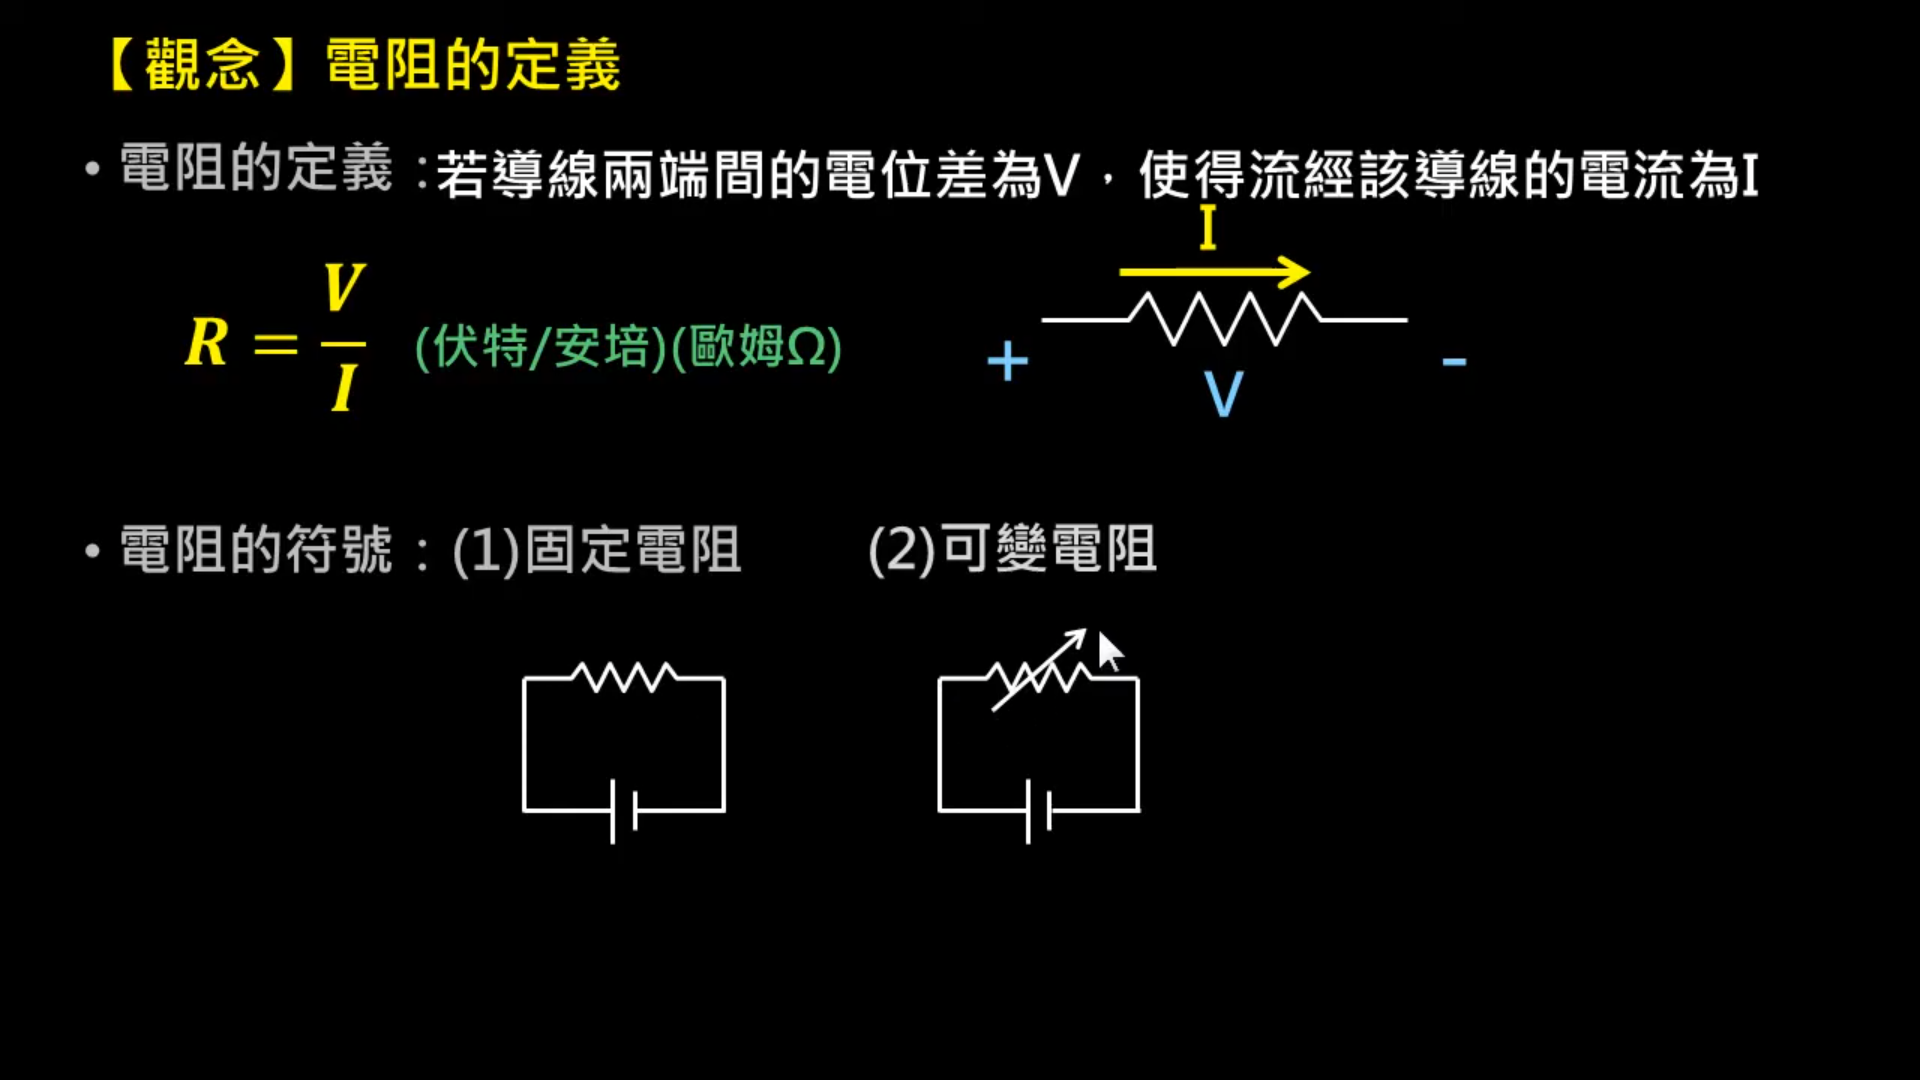 【觀念】電阻的定義
• 電阻的定義：若導線兩端間的電位差為V，使得流經該導線的電流為I
I
R = V/I (伏特/安培)(歐姆Ω)
+ V -
• 電阻的符號：(1)固定電阻 (2)可變電阻